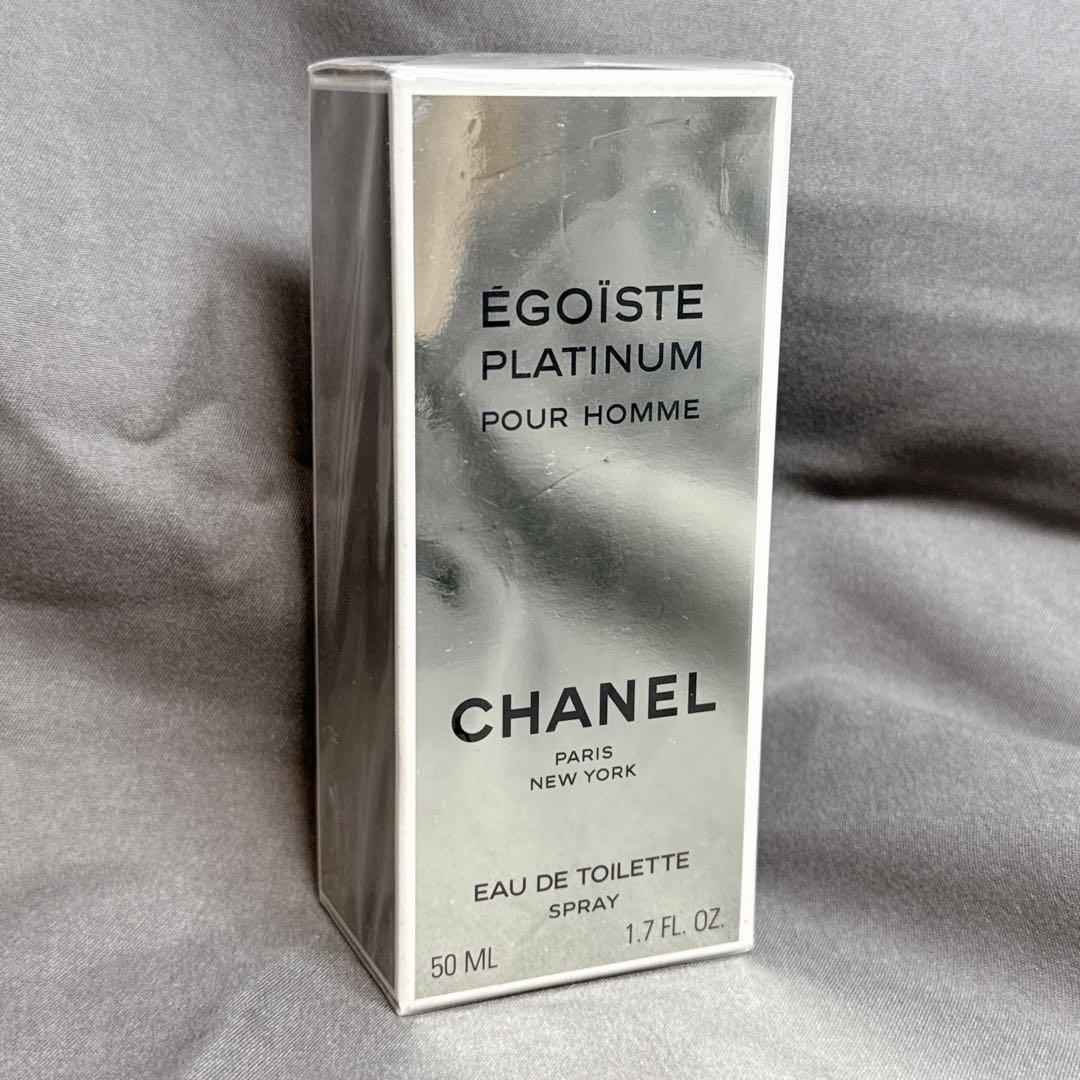 ÉGOÏSTE
PLATINUM
POUR HOMME
CHANEL
PARIS
NEW YORK
EAU DE TOILETTE
SPRAY
50 ML 1.7 FL. OZ.